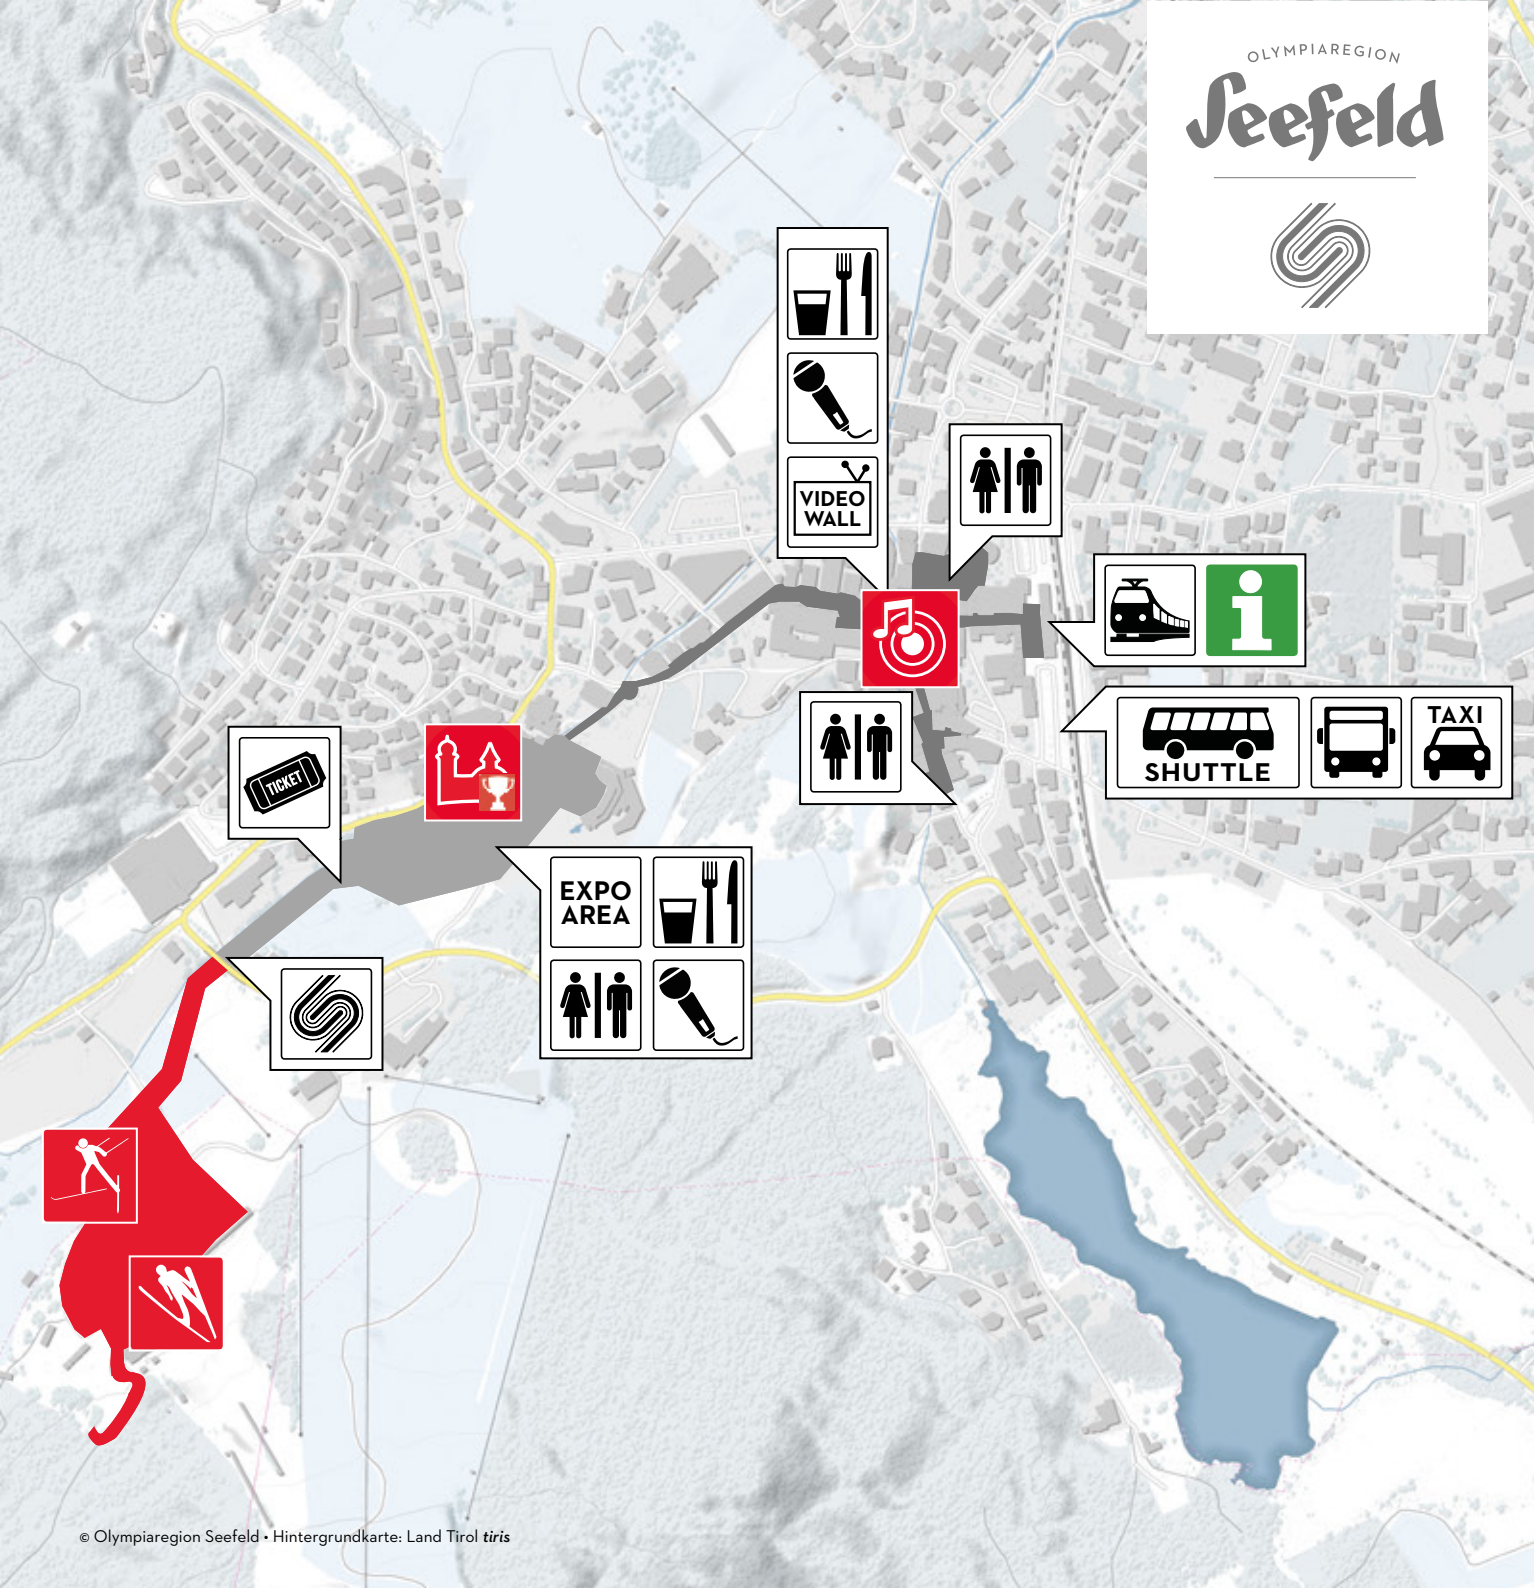 OLYMPIAREGION
Seefeld
VIDEO
WALL
SHUTTLE
TAXI
TICKET
EXPO
AREA
© Olympiaregion Seefeld • Hintergrundkarte: Land Tirol tiris